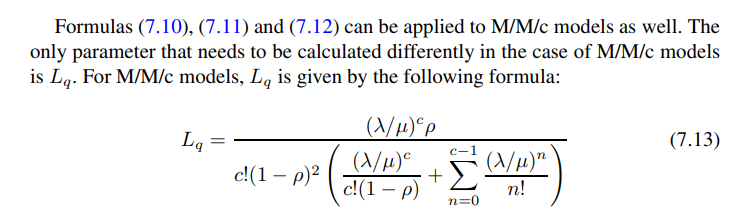 Formulas (7.10), (7.11) and (7.12) can be applied to M/M/c models as well. The
only parameter that needs to be calculated differently in the case of M/M/c models
is L_q. For M/M/c models, L_q is given by the following formula:
L_q = \frac{(\lambda/\mu)^c \rho}{c!(1-\rho)^2 \left( \frac{(\lambda/\mu)^c}{c!(1-\rho)} + \sum_{n=0}^{c-1} \frac{(\lambda/\mu)^n}{n!} \right)} (7.13)